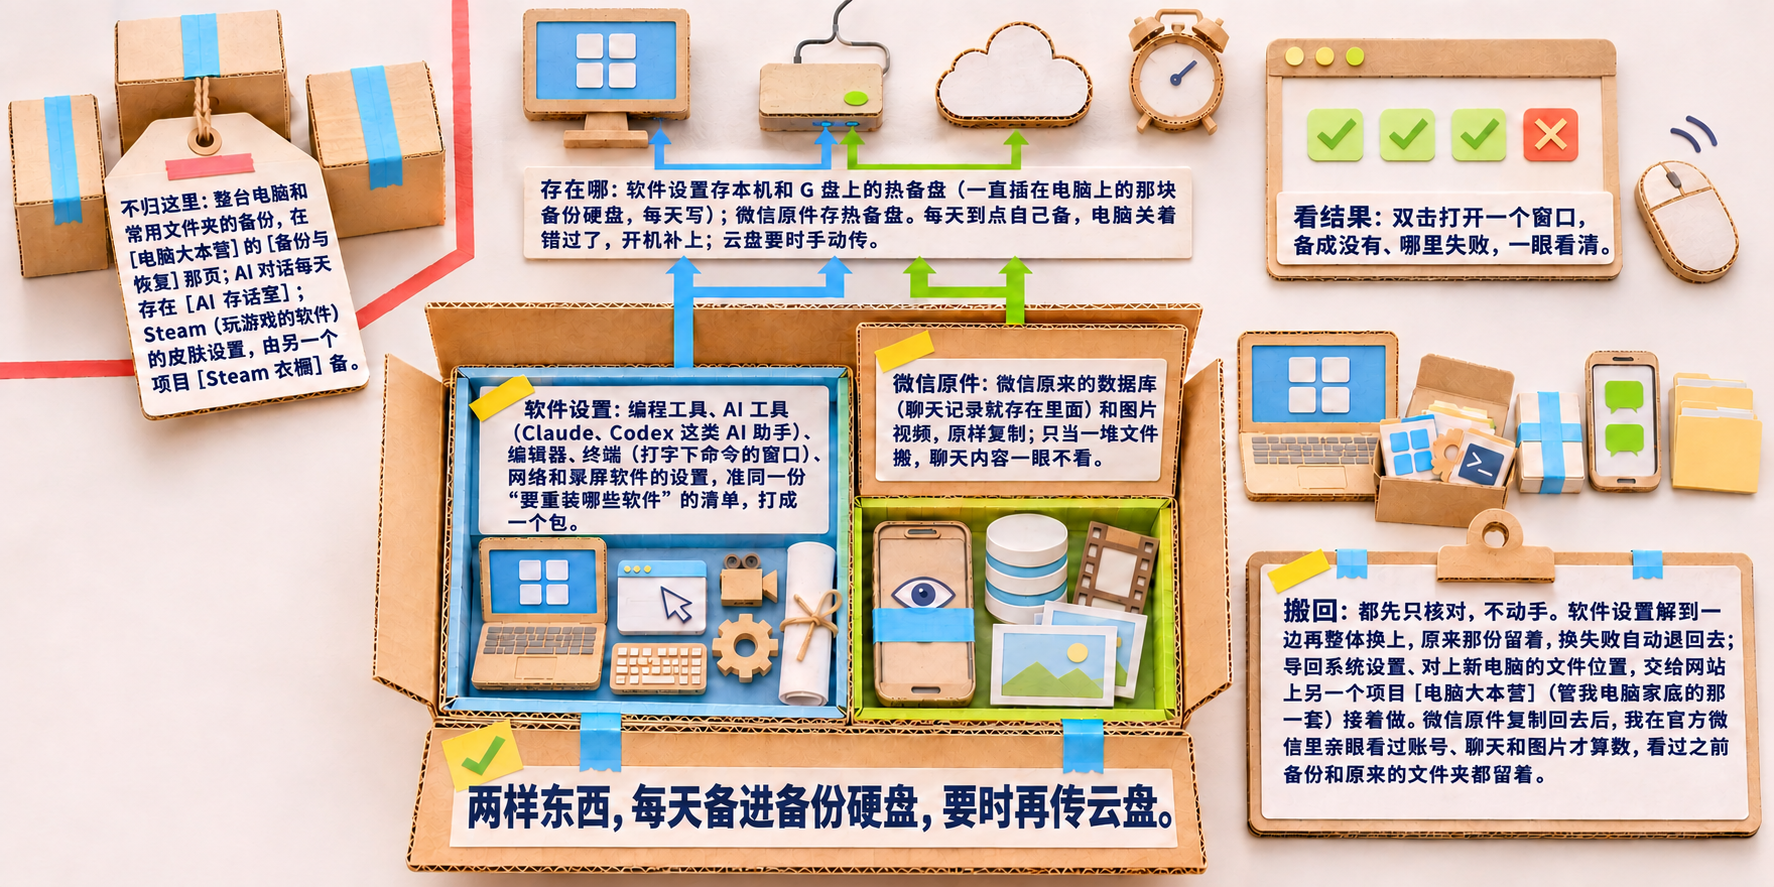 不归这里：整台电脑和
常用文件夹的备份，在
[电脑大本营] 的 [备份与
恢复] 那页；AI 对话每天
存在 [AI 存话室]；
Steam（玩游戏的软件）
的皮肤设置，由另一个
项目 [Steam 衣橱] 备。
存在哪：软件设置存本机和 G 盘上的热备盘（一直插在电脑上的那块
备份硬盘，每天写）；微信原件存热备盘。每天到点自己备，电脑关着
错过了，开机补上；云盘要时手动传。
看结果：双击打开一个窗口，
备成没有、哪里失败，一眼看清。
软件设置：编程工具、AI 工具
（Claude、Codex 这类 AI 助手）、
编辑器、终端（打字下命令的窗口）、
网络和录屏软件的设置，准同一份
“要重装哪些软件”的清单，打成
一个包。
微信原件：微信原来的数据库
（聊天记录就存在里面）和图片
视频，原样复制；只当一堆文件
搬，聊天内容一眼不看。
搬回：都先只核对，不动手。软件设置解到一
边再整体换上，原来那份留着，换失败自动退回去；
导回系统设置、对上新电脑的文件位置，交给网站
上另一个项目 [电脑大本营]（管我电脑家底的那
一套）接着做。微信原件复制回去后，我在官方微
信里亲眼看过账号、聊天和图片才算数，看过之前
备份和原来的文件夹都留着。
两样东西，每天备进备份硬盘，要时再传云盘。